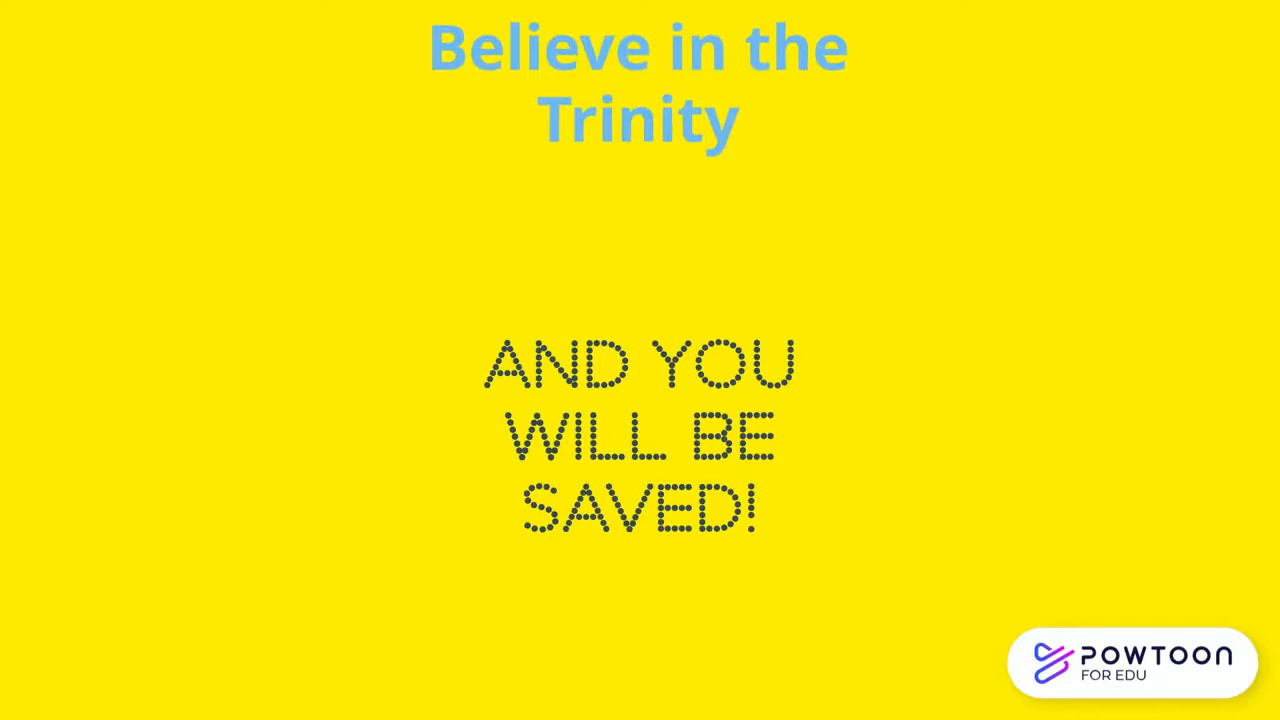 Believe in the
Trinity
AND YOU
WILL BE
SAVED!
POWTOON
FOR EDU